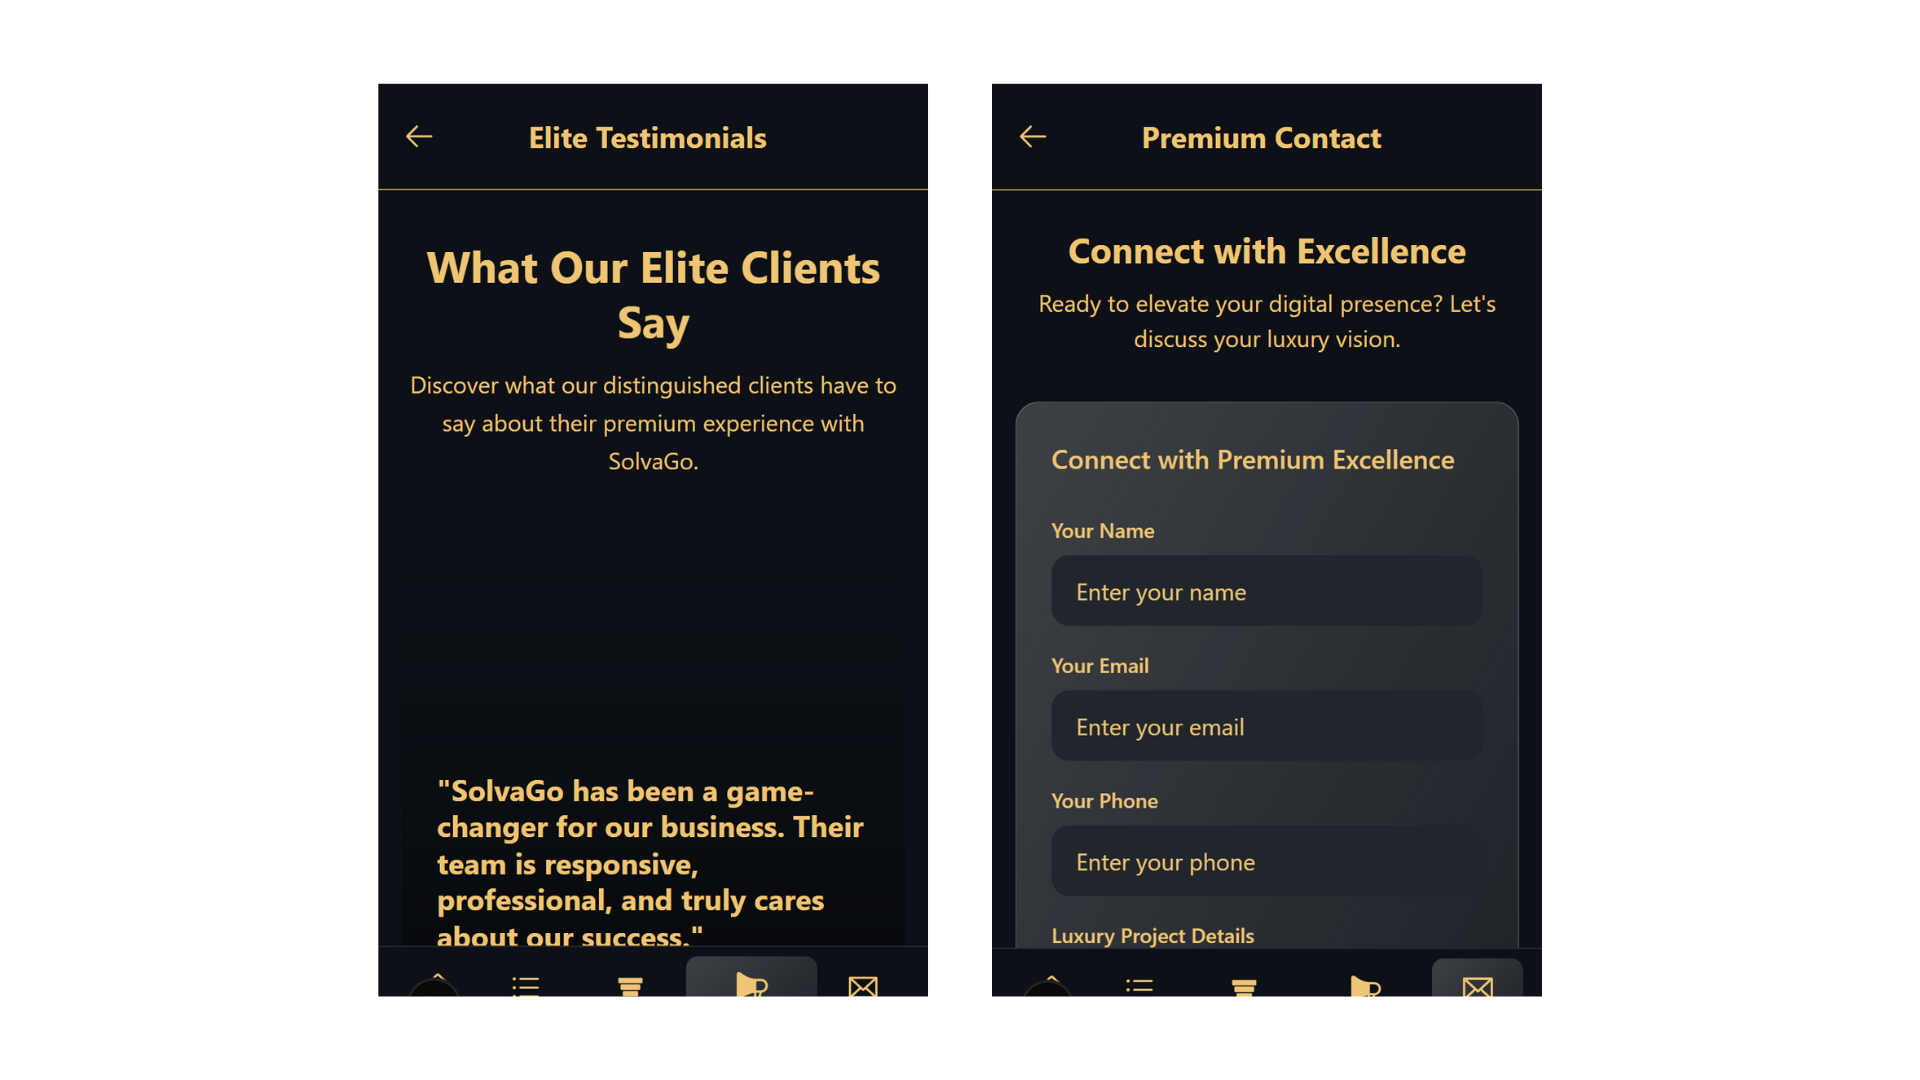 Elite Testimonials
What Our Elite Clients
Say
Discover what our distinguished clients have to
say about their premium experience with
SolvaGo.
"SolvaGo has been a game-
changer for our business. Their
team is responsive,
professional, and truly cares
about our success."
Premium Contact
Connect with Excellence
Ready to elevate your digital presence? Let's
discuss your luxury vision.
Connect with Premium Excellence
Your Name
Enter your name
Your Email
Enter your email
Your Phone
Enter your phone
Luxury Project Details